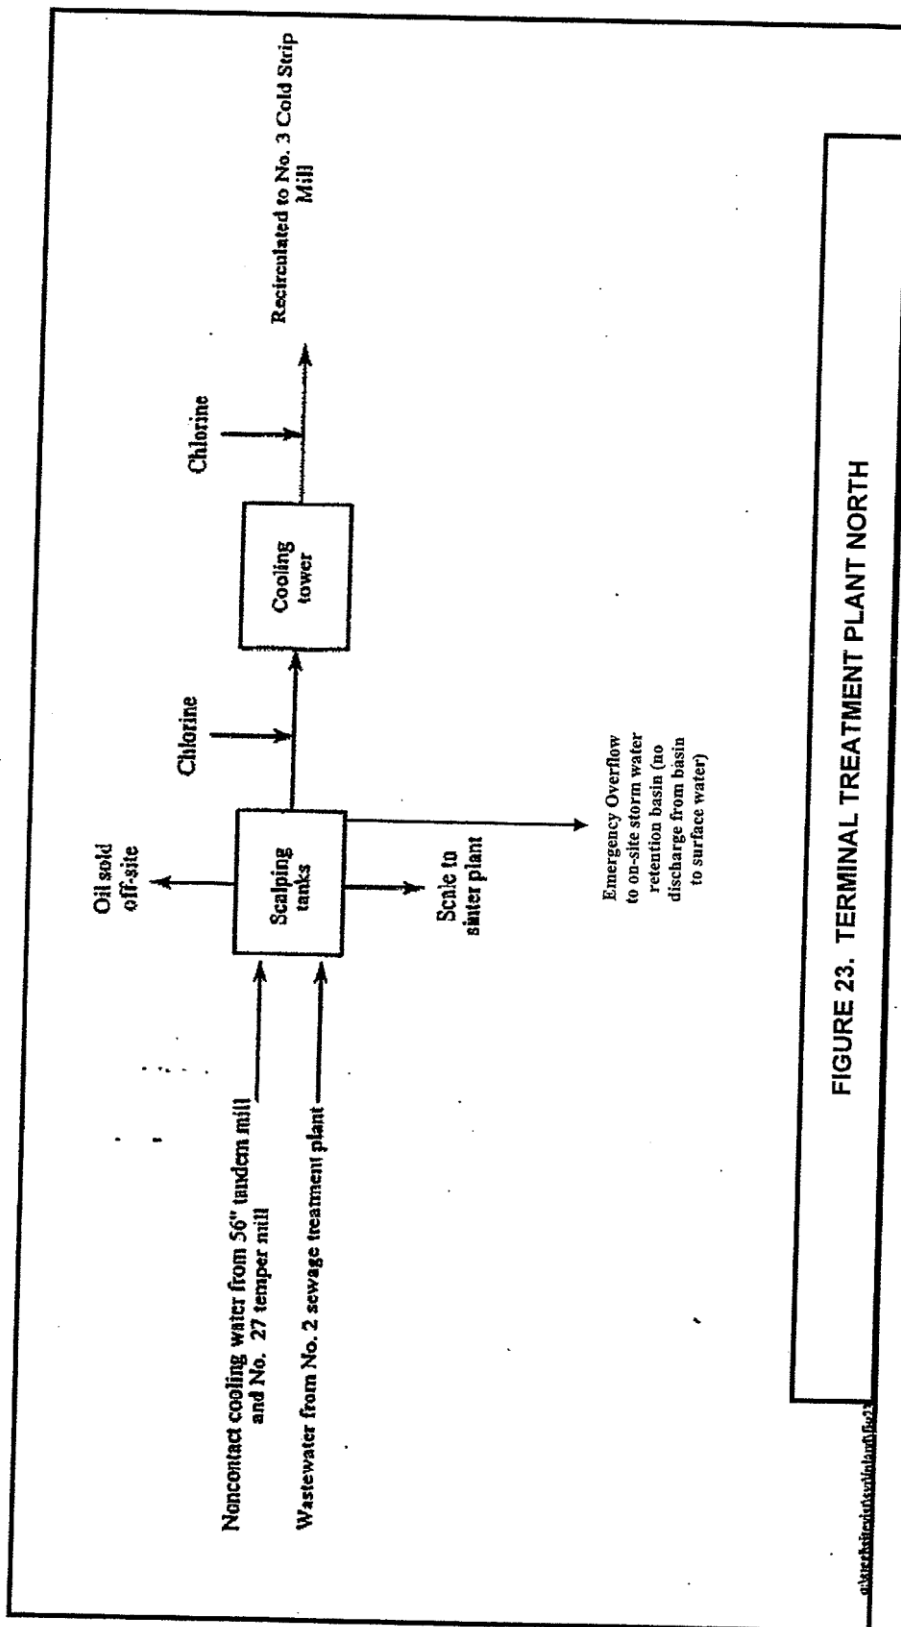 Noncontact cooling water from 56" tandem mill
and No. 27 temper mill
Wastewater from No. 2 sewage treatment plant
Oil sold
off-site
Scalping
tanks
Scale to
sinter plant
Emergency Overflow
to on-site storm water
retention basin (no
discharge from basin
to surface water)
Chlorine
Cooling
tower
Chlorine
Recirculated to No. 3 Cold Strip
Mill
FIGURE 23. TERMINAL TREATMENT PLANT NORTH